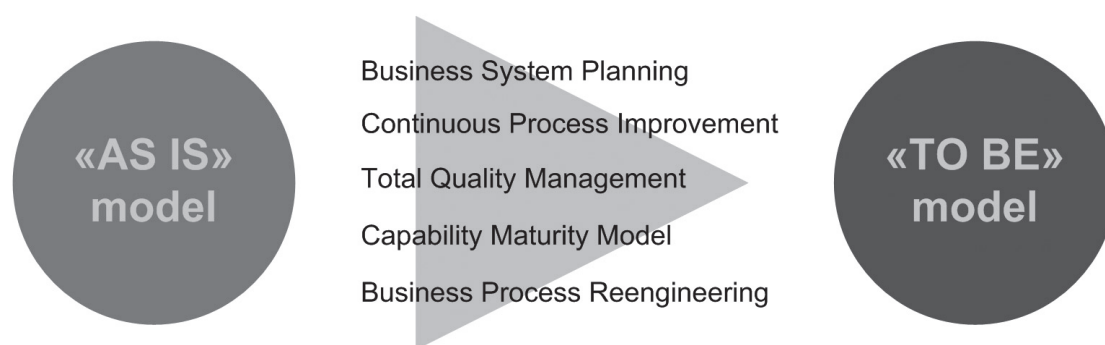 «AS IS»
model
Business System Planning
Continuous Process Improvement
Total Quality Management
Capability Maturity Model
Business Process Reengineering
«TO BE»
model